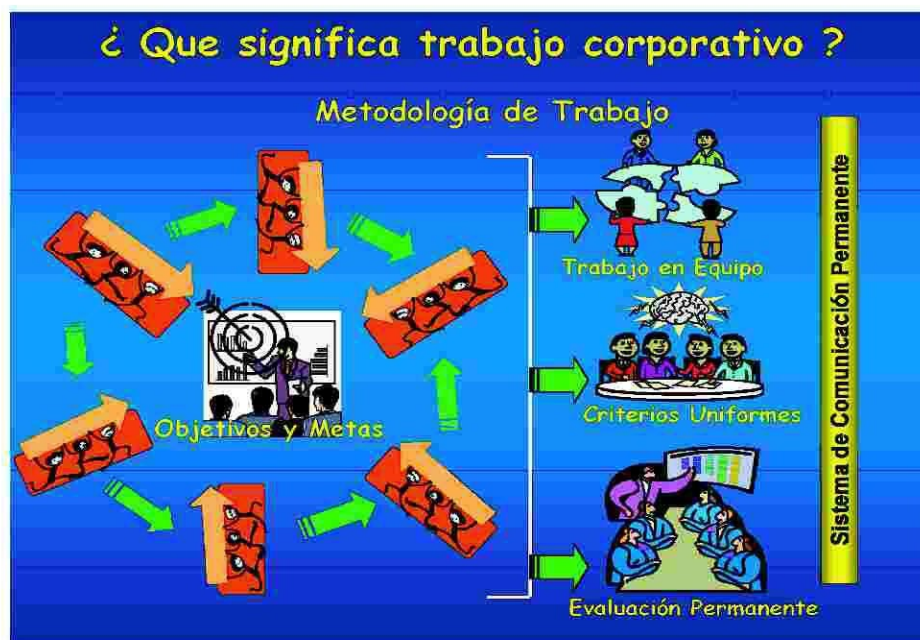 ¿ Que significa trabajo corporativo ?
Metodología de Trabajo
Trabajo en Equipo
Objetivos y Metas
Criterios Uniformes
Evaluación Permanente
Sistema de Comunicación Permanente